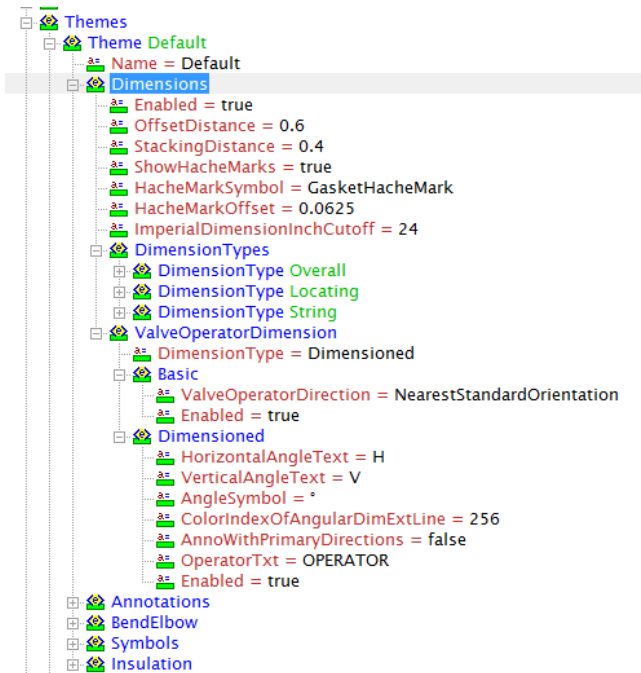 Themes
Theme Default
Name = Default
Dimensions
Enabled = true
OffsetDistance = 0.6
StackingDistance = 0.4
ShowHacheMarks = true
HacheMarkSymbol = GasketHacheMark
HacheMarkOffset = 0.0625
ImperialDimensionInchCutoff = 24
DimensionTypes
DimensionType Overall
DimensionType Locating
DimensionType String
ValveOperatorDimension
DimensionType = Dimensioned
Basic
ValveOperatorDirection = NearestStandardOrientation
Enabled = true
Dimensioned
HorizontalAngleText = H
VerticalAngleText = V
AngleSymbol = °
ColorIndexOfAngularDimExtLine = 256
AnnoWithPrimaryDirections = false
OperatorTxt = OPERATOR
Enabled = true
Annotations
BendElbow
Symbols
Insulation